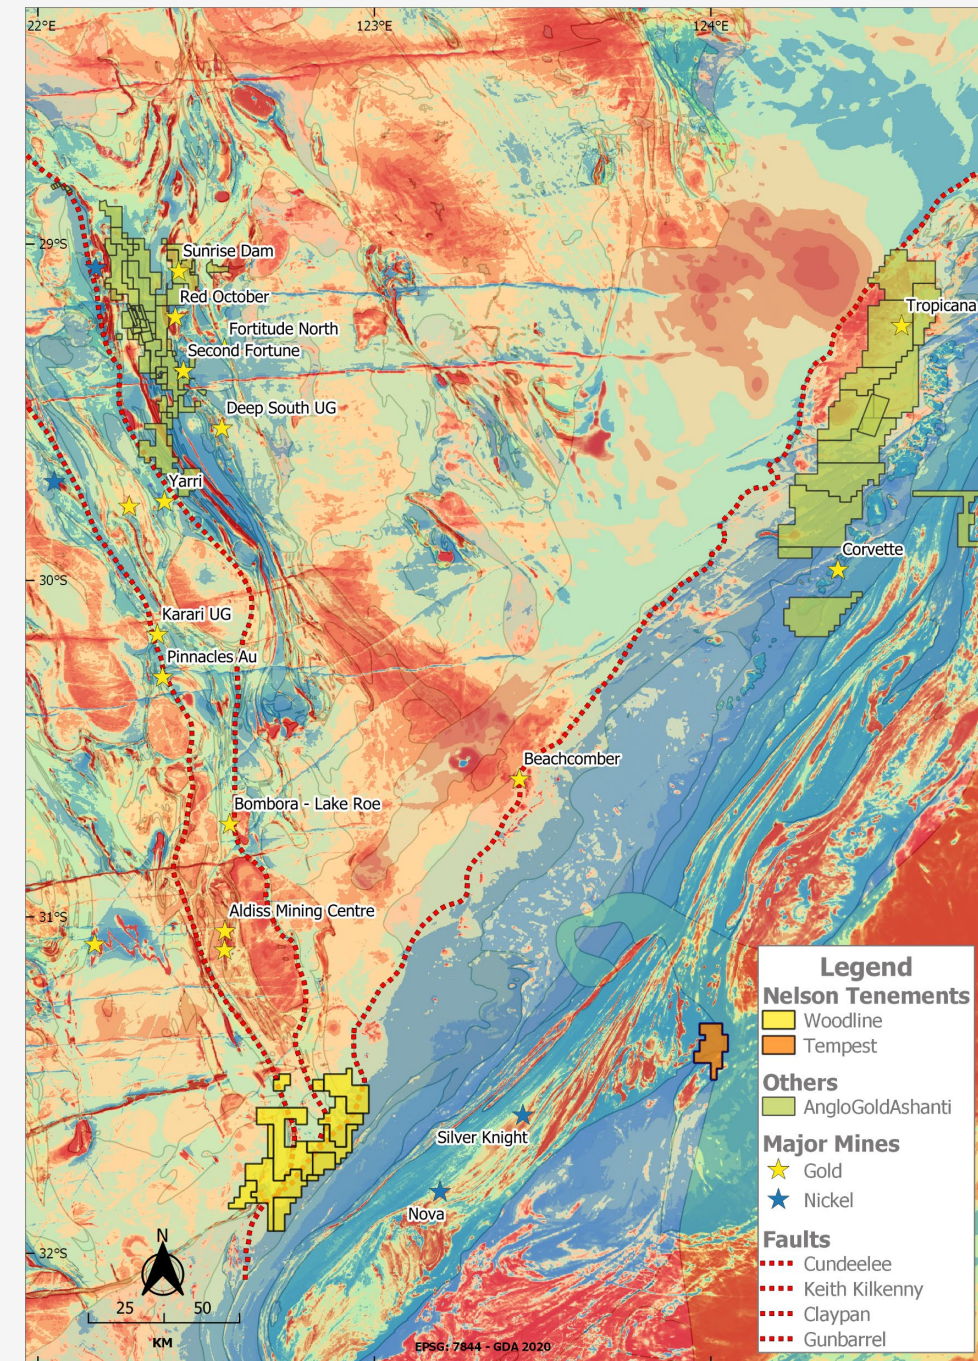 22°E
123°E
124°E
29°S
Sunrise Dam
Red October
Tropicana
Fortitude North
Second Fortune
Deep South UG
Yarri
Corvette
30°S
Karari UG
Pinnacles Au
Beachcomber
Bombora - Lake Roe
Aldiss Mining Centre
31°S
Silver Knight
Nova
32°S
N
25 50
KM
EPSG: 7844 - GDA 2020
Legend
Nelson Tenements
Woodline
Tempest
Others
AngloGoldAshanti
Major Mines
Gold
Nickel
Faults
Cundeelee
Keith Kilkenny
Claypan
Gunbarrel